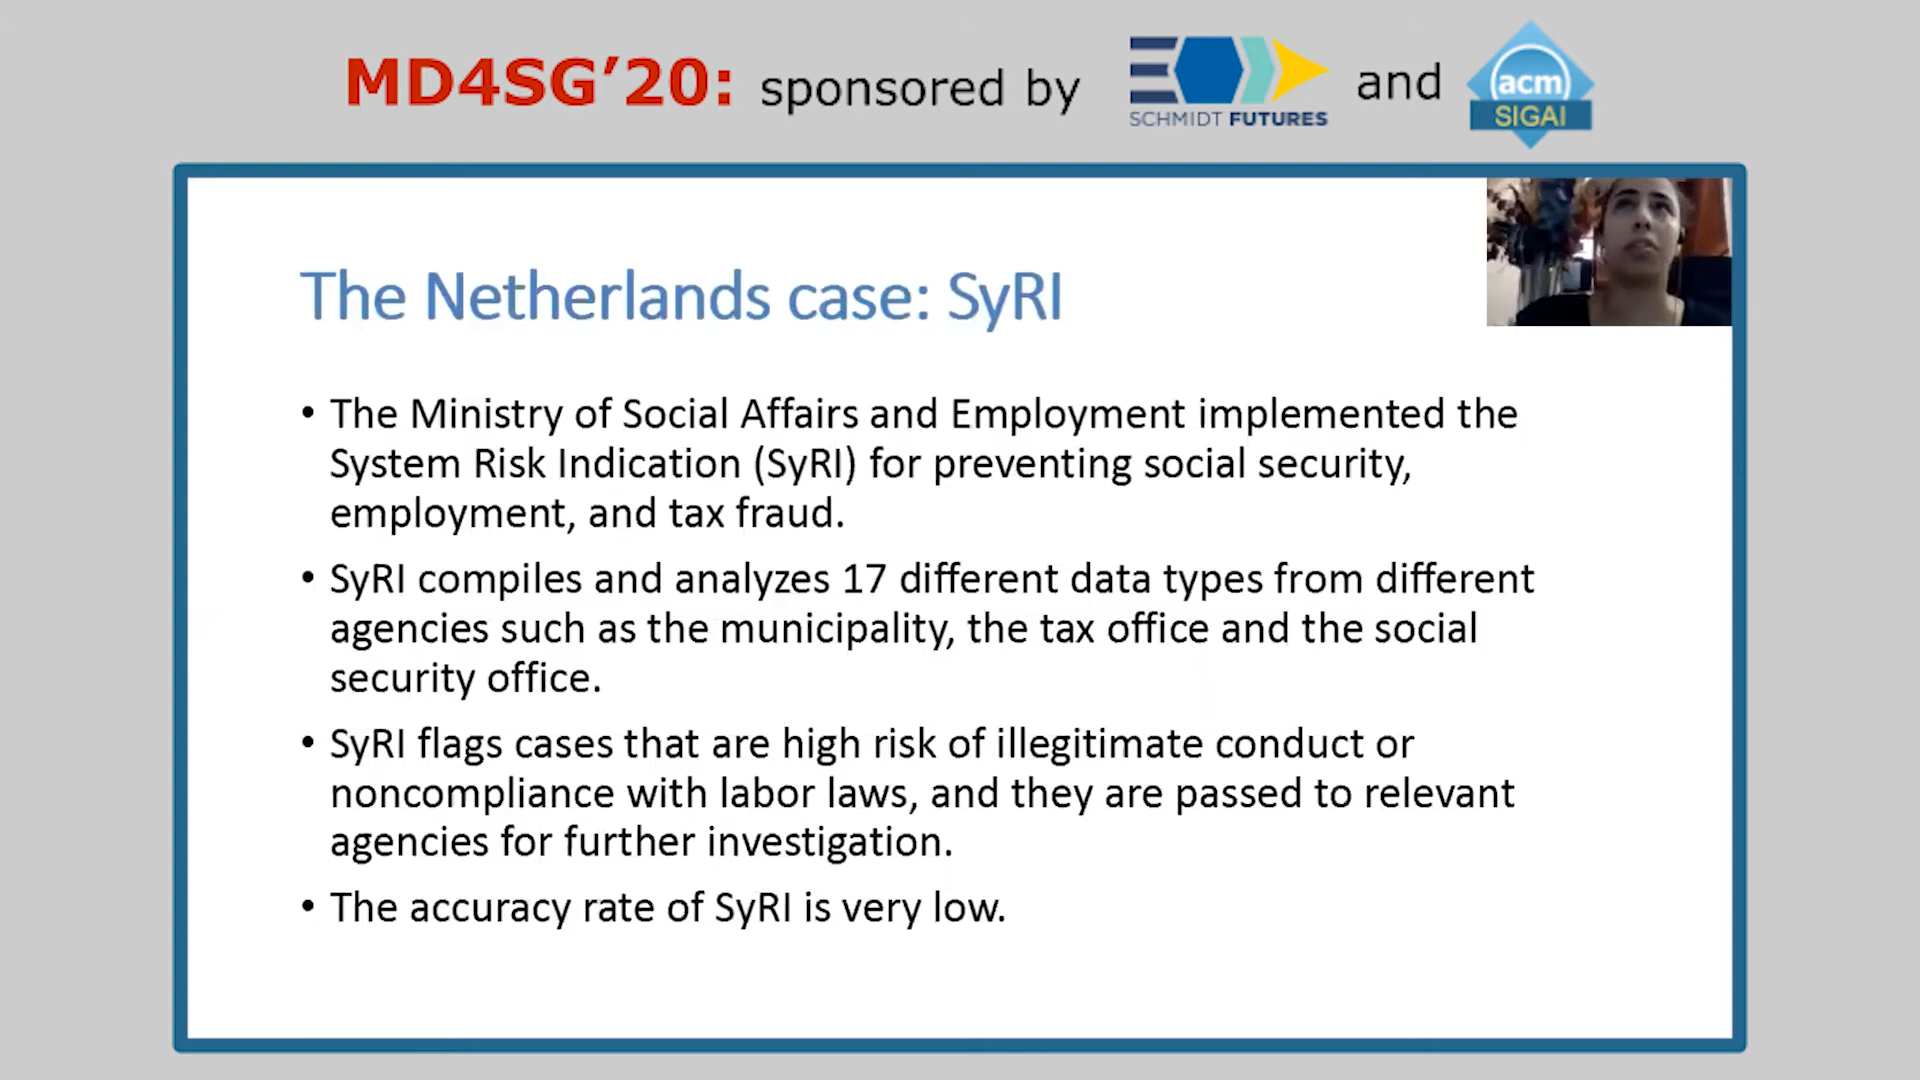 MD4SG’20: sponsored by SCHMIDT FUTURES and acm SIGAI
The Netherlands case: SyRI
• The Ministry of Social Affairs and Employment implemented the
System Risk Indication (SyRI) for preventing social security,
employment, and tax fraud.
• SyRI compiles and analyzes 17 different data types from different
agencies such as the municipality, the tax office and the social
security office.
• SyRI flags cases that are high risk of illegitimate conduct or
noncompliance with labor laws, and they are passed to relevant
agencies for further investigation.
• The accuracy rate of SyRI is very low.